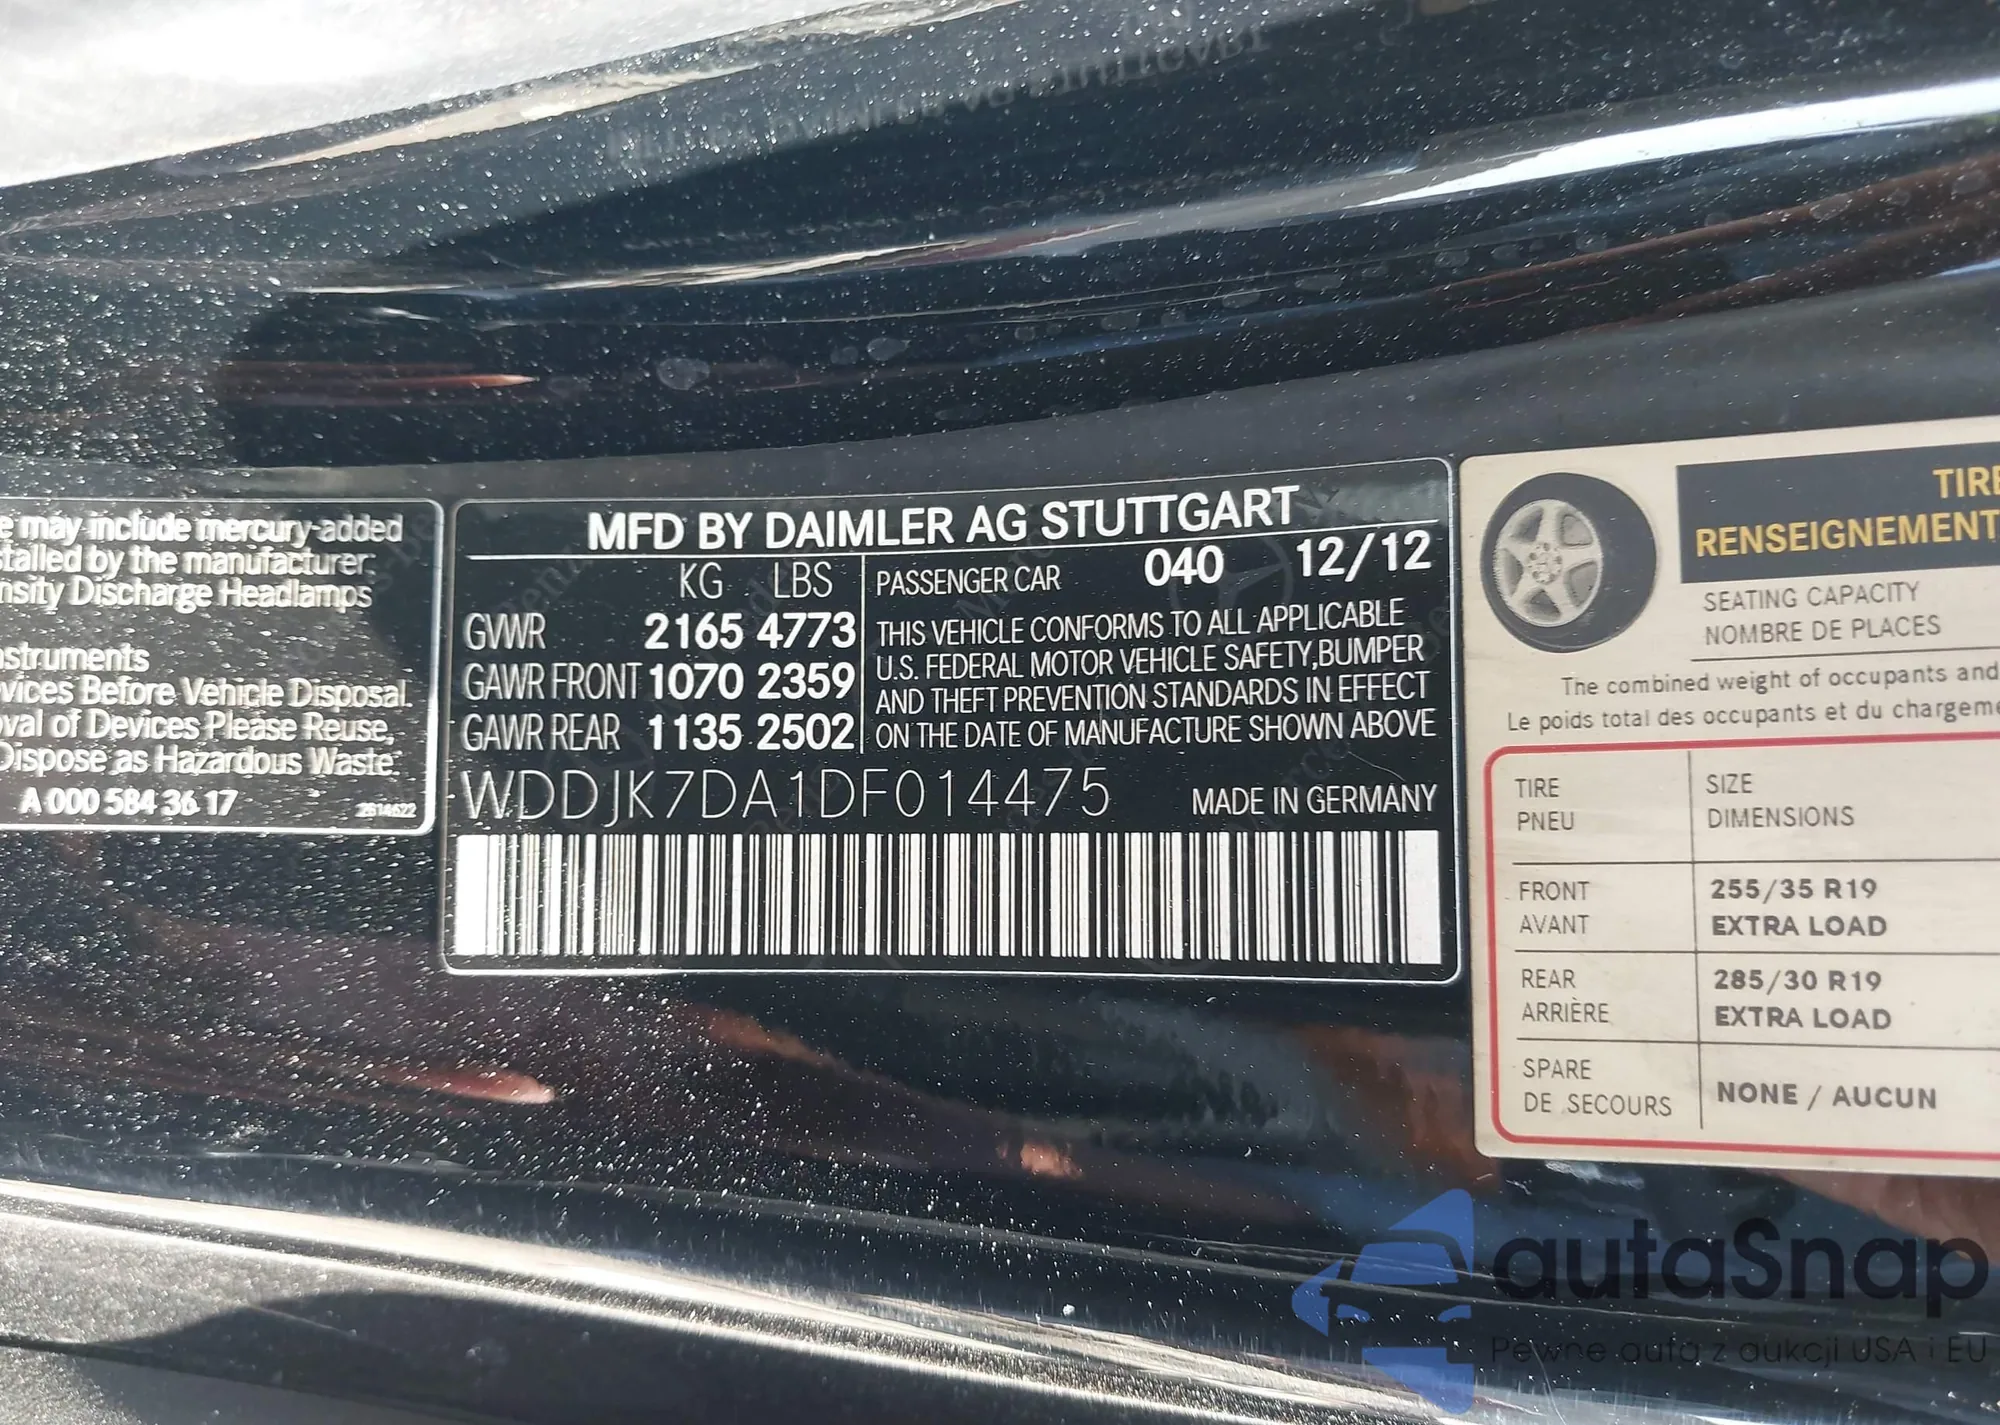 e may include mercury-added
stalled by the manufacturer:
nsity Discharge Headlamps
nstruments
vices Before Vehicle Disposal.
oval of Devices Please Reuse,
Dispose as Hazardous Waste.
A 000 584 36 17
MFD BY DAIMLER AG STUTTGART
KG LBS
GVWR 2165 4773
GAWR FRONT 1070 2359
GAWR REAR 1135 2502
PASSENGER CAR 040 12/12
THIS VEHICLE CONFORMS TO ALL APPLICABLE
U.S. FEDERAL MOTOR VEHICLE SAFETY,BUMPER
AND THEFT PREVENTION STANDARDS IN EFFECT
ON THE DATE OF MANUFACTURE SHOWN ABOVE
WDDJK7DA1DF014475 MADE IN GERMANY
TIRE
RENSEIGNEMENT
SEATING CAPACITY
NOMBRE DE PLACES
The combined weight of occupants and
Le poids total des occupants et du chargeme
TIRE SIZE
PNEU DIMENSIONS
FRONT 255/35 R19
AVANT EXTRA LOAD
REAR 285/30 R19
ARRIÈRE EXTRA LOAD
SPARE
DE SECOURS
NONE / AUCUN
autaSnap
Pewne auta z aukcji USA i EU